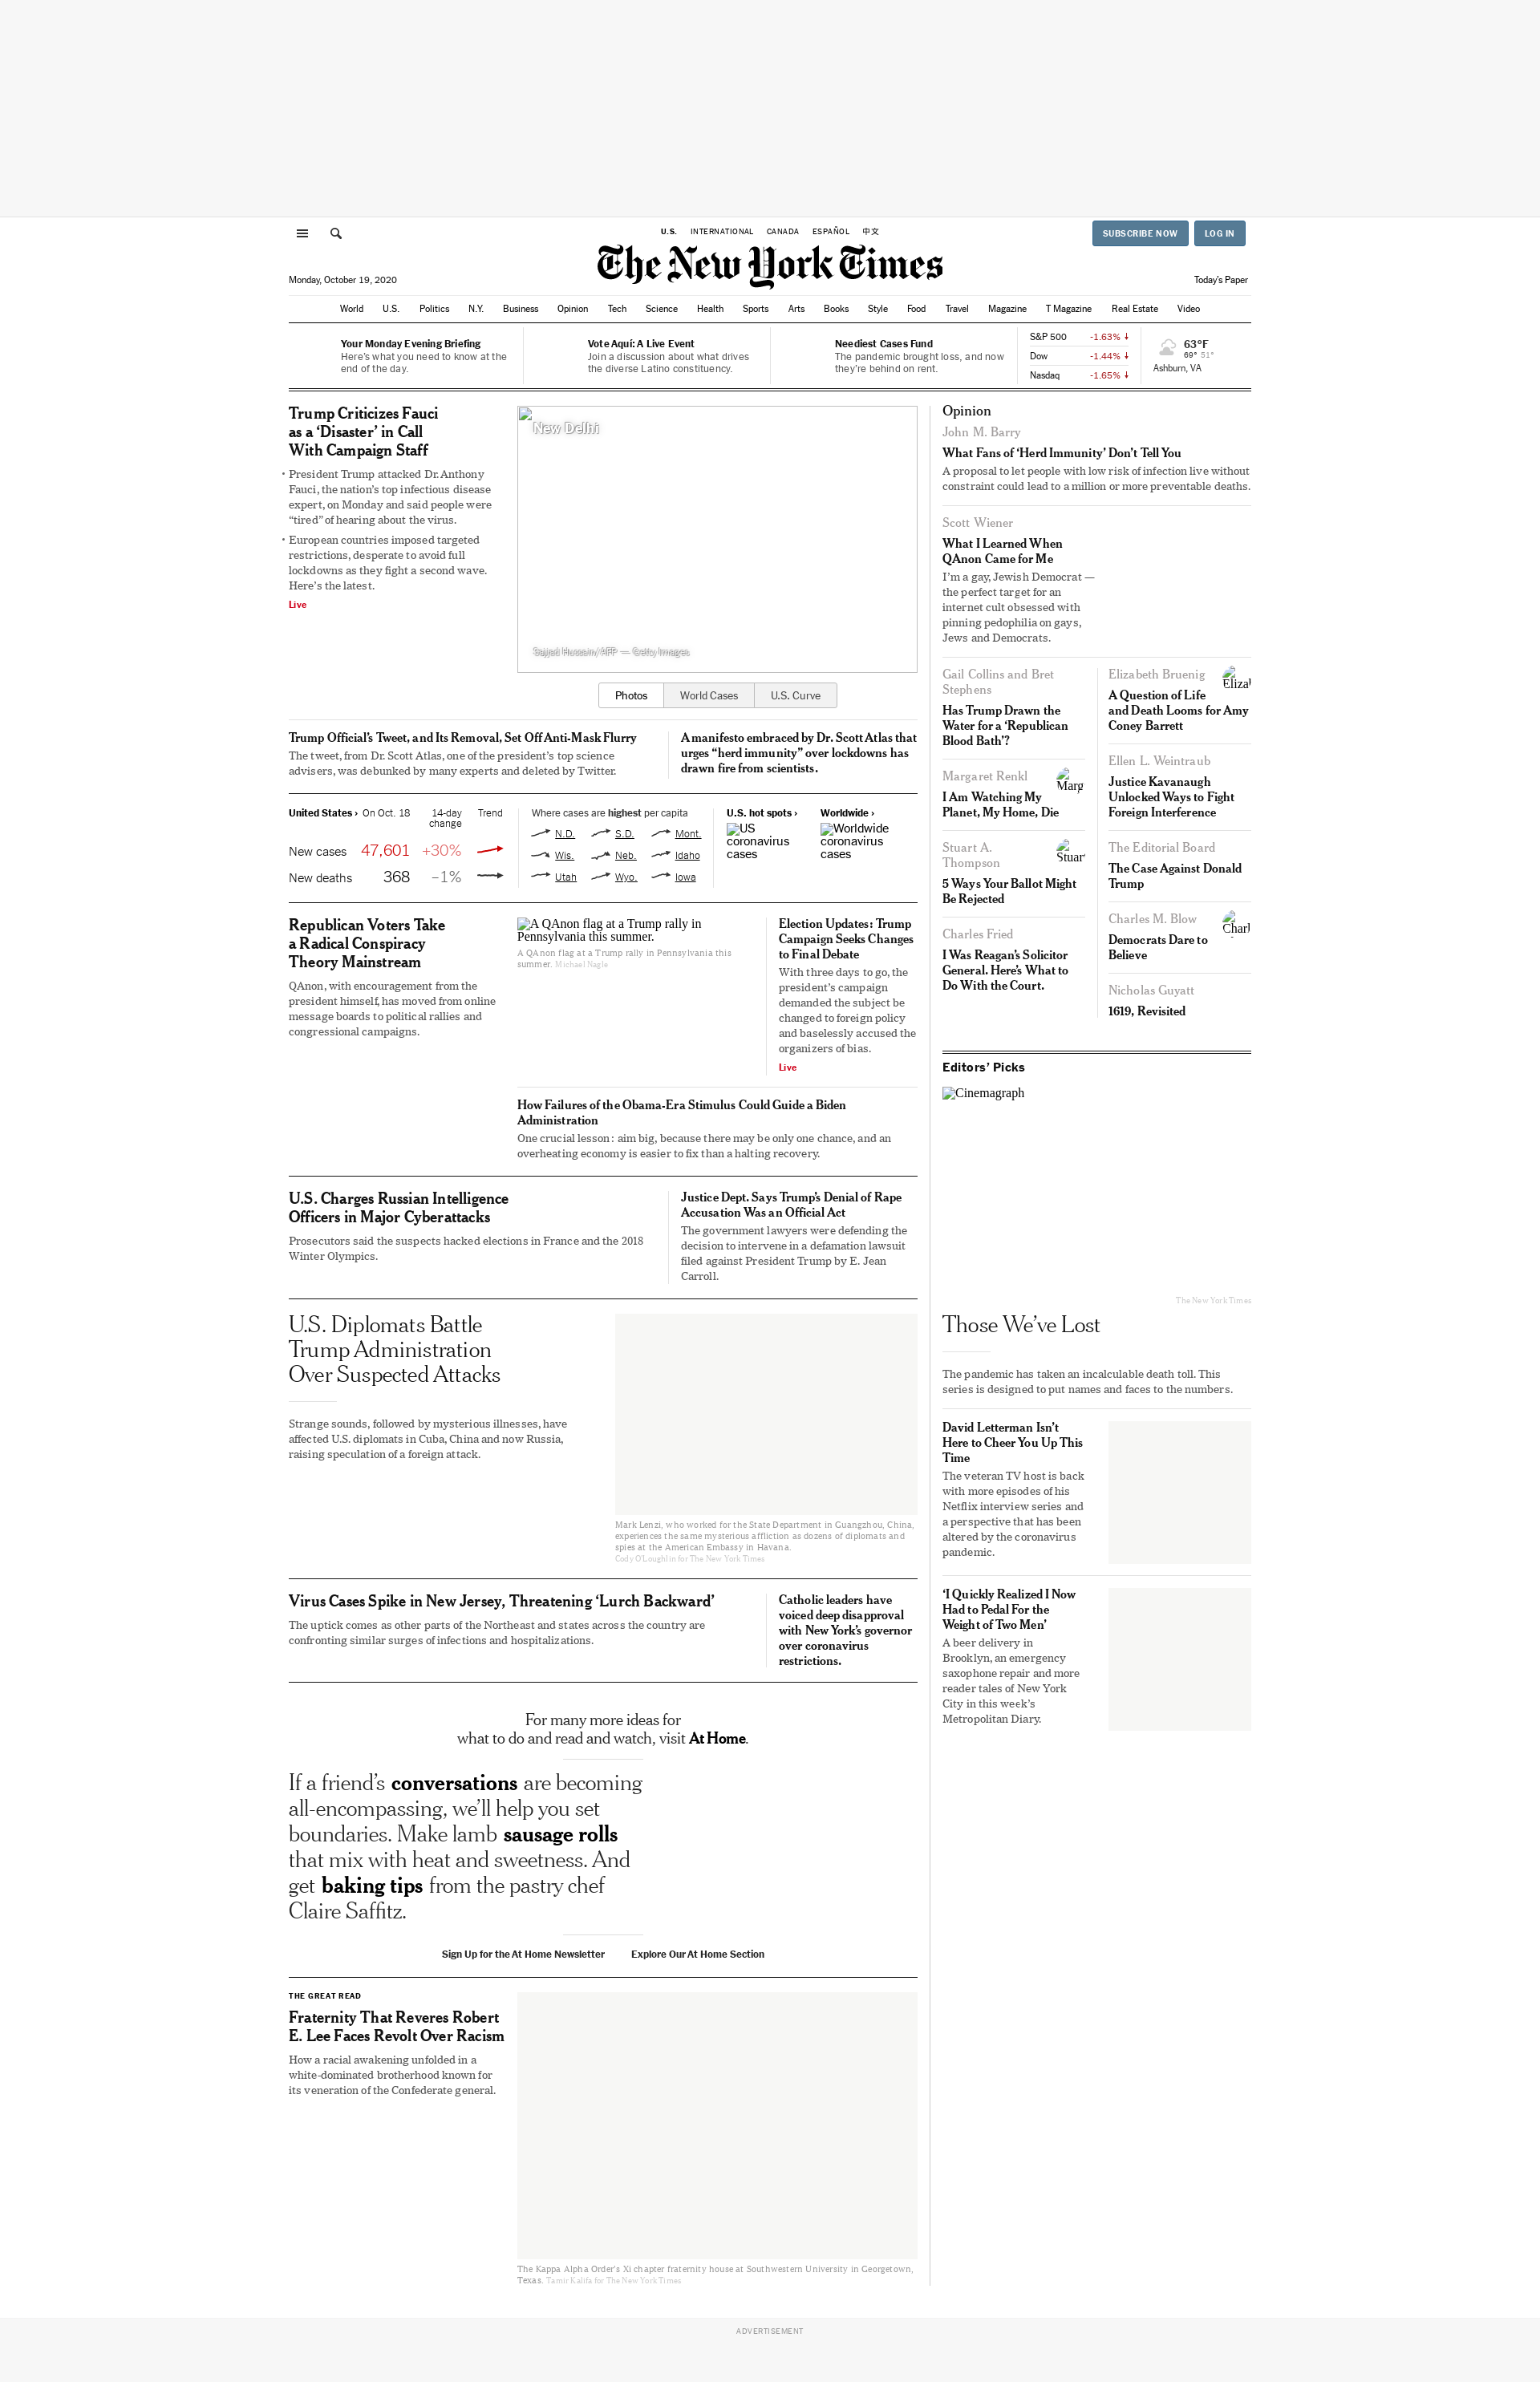 U.S. INTERNATIONAL CANADA ESPAÑOL 中文
SUBSCRIBE NOW LOG IN
The New York Times
Monday, October 19, 2020
Today's Paper
World U.S. Politics N.Y. Business Opinion Tech Science Health Sports Arts Books Style Food Travel Magazine T Magazine Real Estate Video
Your Monday Evening Briefing
Here's what you need to know at the
end of the day.
Vote Aquí: A Live Event
Join a discussion about what drives
the diverse Latino constituency.
Neediest Cases Fund
The pandemic brought loss, and now
they're behind on rent.
S&P 500 -1.63% ↓
Dow -1.44% ↓
Nasdaq -1.65% ↓
63°F
69° 51°
Ashburn, VA
Trump Criticizes Fauci
as a ‘Disaster’ in Call
With Campaign Staff
• President Trump attacked Dr. Anthony
Fauci, the nation’s top infectious disease
expert, on Monday and said people were
“tired” of hearing about the virus.
• European countries imposed targeted
restrictions, desperate to avoid full
lockdowns as they fight a second wave.
Here’s the latest.
Live
New Delhi
Sajjad Hussain/AFP — Getty Images
Photos World Cases U.S. Curve
Trump Official’s Tweet, and Its Removal, Set Off Anti-Mask Flurry
The tweet, from Dr. Scott Atlas, one of the president’s top science
advisers, was debunked by many experts and deleted by Twitter.
A manifesto embraced by Dr. Scott Atlas that
urges “herd immunity” over lockdowns has
drawn fire from scientists.
United States › On Oct. 18 14-day
change Trend
New cases 47,601 +30%
New deaths 368 –1%
Where cases are highest per capita
N.D. S.D. Mont.
Wis. Neb. Idaho
Utah Wyo. Iowa
U.S. hot spots ›
US
coronavirus
cases
Worldwide ›
Worldwide
coronavirus
cases
Republican Voters Take
a Radical Conspiracy
Theory Mainstream
QAnon, with encouragement from the
president himself, has moved from online
message boards to political rallies and
congressional campaigns.
A QAnon flag at a Trump rally in
Pennsylvania this summer.
A QAnon flag at a Trump rally in Pennsylvania this
summer. Michael Nagle
Election Updates: Trump
Campaign Seeks Changes
to Final Debate
With three days to go, the
president’s campaign
demanded the subject be
changed to foreign policy
and baselessly accused the
organizers of bias.
Live
How Failures of the Obama-Era Stimulus Could Guide a Biden
Administration
One crucial lesson: aim big, because there may be only one chance, and an
overheating economy is easier to fix than a halting recovery.
U.S. Charges Russian Intelligence
Officers in Major Cyberattacks
Prosecutors said the suspects hacked elections in France and the 2018
Winter Olympics.
Justice Dept. Says Trump’s Denial of Rape
Accusation Was an Official Act
The government lawyers were defending the
decision to intervene in a defamation lawsuit
filed against President Trump by E. Jean
Carroll.
U.S. Diplomats Battle
Trump Administration
Over Suspected Attacks
Strange sounds, followed by mysterious illnesses, have
affected U.S. diplomats in Cuba, China and now Russia,
raising speculation of a foreign attack.
Mark Lenzi, who worked for the State Department in Guangzhou, China,
experiences the same mysterious affliction as dozens of diplomats and
spies at the American Embassy in Havana.
Cody O'Loughlin for The New York Times
Virus Cases Spike in New Jersey, Threatening ‘Lurch Backward’
The uptick comes as other parts of the Northeast and states across the country are
confronting similar surges of infections and hospitalizations.
Catholic leaders have
voiced deep disapproval
with New York’s governor
over coronavirus
restrictions.
For many more ideas for
what to do and read and watch, visit At Home.
If a friend’s conversations are becoming
all-encompassing, we’ll help you set
boundaries. Make lamb sausage rolls
that mix with heat and sweetness. And
get baking tips from the pastry chef
Claire Saffitz.
Sign Up for the At Home Newsletter Explore Our At Home Section
THE GREAT READ
Fraternity That Reveres Robert
E. Lee Faces Revolt Over Racism
How a racial awakening unfolded in a
white-dominated brotherhood known for
its veneration of the Confederate general.
The Kappa Alpha Order's Xi chapter fraternity house at Southwestern University in Georgetown,
Texas. Tamir Kalifa for The New York Times
Opinion
John M. Barry
What Fans of ‘Herd Immunity’ Don’t Tell You
A proposal to let people with low risk of infection live without
constraint could lead to a million or more preventable deaths.
Scott Wiener
What I Learned When
QAnon Came for Me
I’m a gay, Jewish Democrat —
the perfect target for an
internet cult obsessed with
pinning pedophilia on gays,
Jews and Democrats.
Gail Collins and Bret
Stephens
Has Trump Drawn the
Water for a ‘Republican
Blood Bath’?
Margaret Renkl
I Am Watching My
Planet, My Home, Die
Stuart A.
Thompson
5 Ways Your Ballot Might
Be Rejected
Charles Fried
I Was Reagan’s Solicitor
General. Here’s What to
Do With the Court.
Elizabeth Bruenig
A Question of Life
and Death Looms for Amy
Coney Barrett
Ellen L. Weintraub
Justice Kavanaugh
Unlocked Ways to Fight
Foreign Interference
The Editorial Board
The Case Against Donald
Trump
Charles M. Blow
Democrats Dare to
Believe
Nicholas Guyatt
1619, Revisited
Editors’ Picks
Cinemagraph
The New York Times
Those We’ve Lost
The pandemic has taken an incalculable death toll. This
series is designed to put names and faces to the numbers.
David Letterman Isn’t
Here to Cheer You Up This
Time
The veteran TV host is back
with more episodes of his
Netflix interview series and
a perspective that has been
altered by the coronavirus
pandemic.
‘I Quickly Realized I Now
Had to Pedal For the
Weight of Two Men’
A beer delivery in
Brooklyn, an emergency
saxophone repair and more
reader tales of New York
City in this week’s
Metropolitan Diary.
ADVERTISEMENT